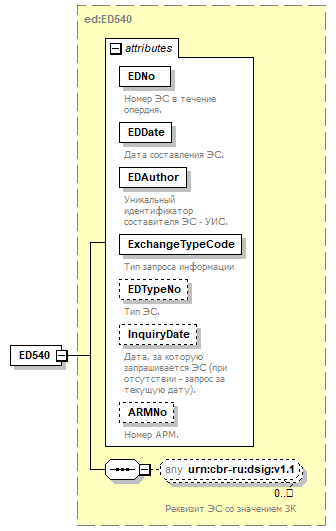 ed:ED540
attributes
EDNo
Номер ЭС в течение
опердня.
EDDate
Дата составления ЭС.
EDAuthor
Уникальный
идентификатор
составителя ЭС - УИС.
ExchangeTypeCode
Тип запроса информации
EDTypeNo
Тип ЭС.
InquiryDate
Дата, за которую
запрашивается ЭС (при
отсутствии - запрос за
текущую дату).
ARMNo
Номер АРМ.
ED540
any urn:cbr-ru:dsig:v1.1
0..∞
Реквизит ЭС со значением ЗК